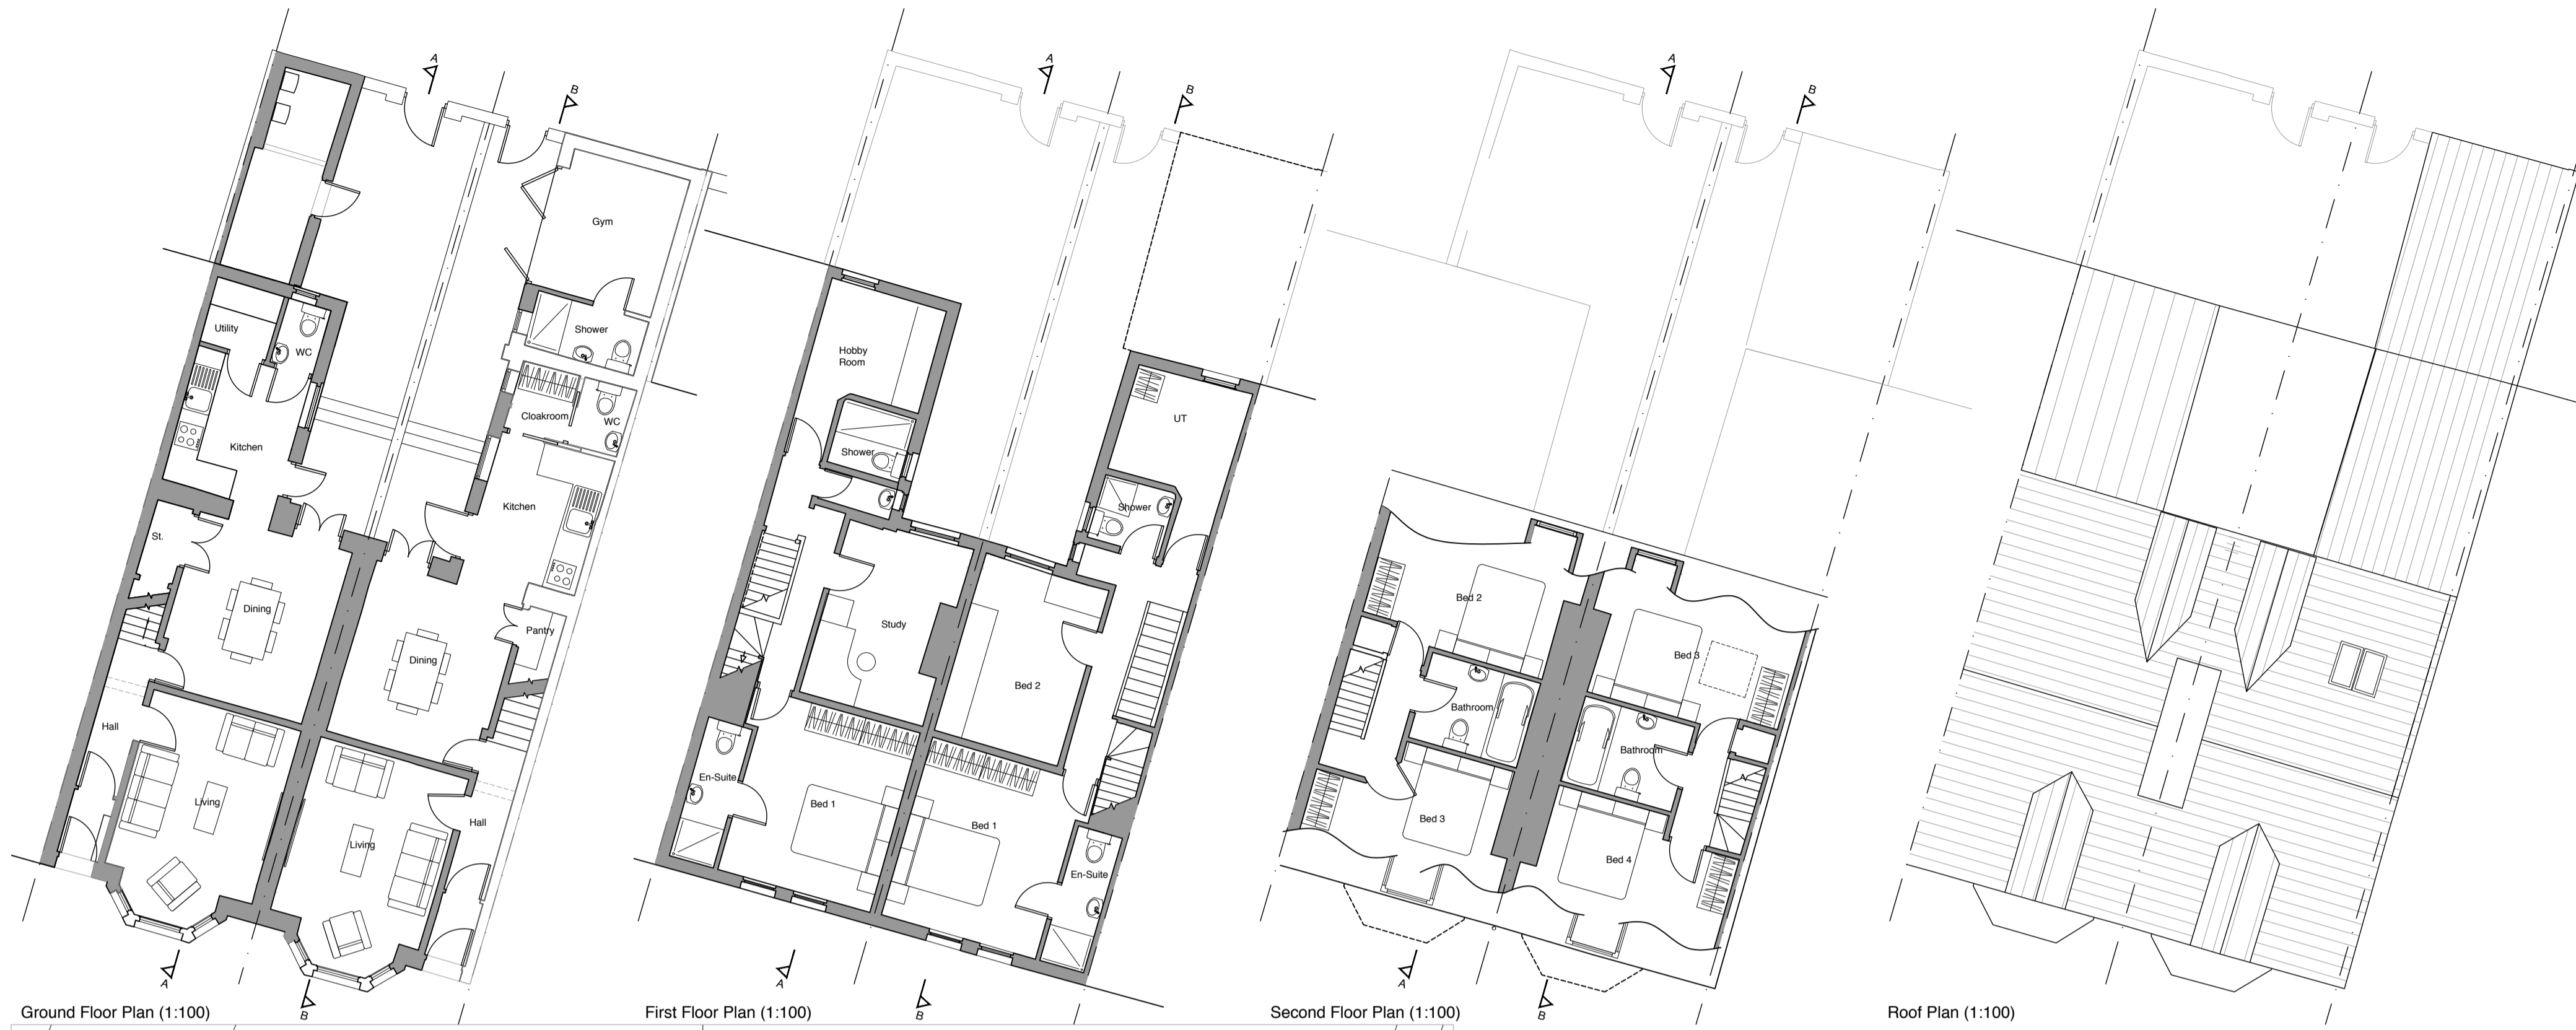 A
B
Gym
Utility
WC
Shower
Cloakroom
WC
Kitchen
Kitchen
St.
Dining
Pantry
Dining
Hall
Living
Hall
Living
A
B
Ground Floor Plan (1:100)
A
B
Hobby
Room
UT
Shower
Shower
Study
Bed 2
En-Suite
Bed 1
Bed 1
En-Suite
A
B
First Floor Plan (1:100)
A
B
Bed 2
Bed 3
Bathroom
Bathroom
Bed 3
Bed 4
A
B
Second Floor Plan (1:100)
Roof Plan (1:100)